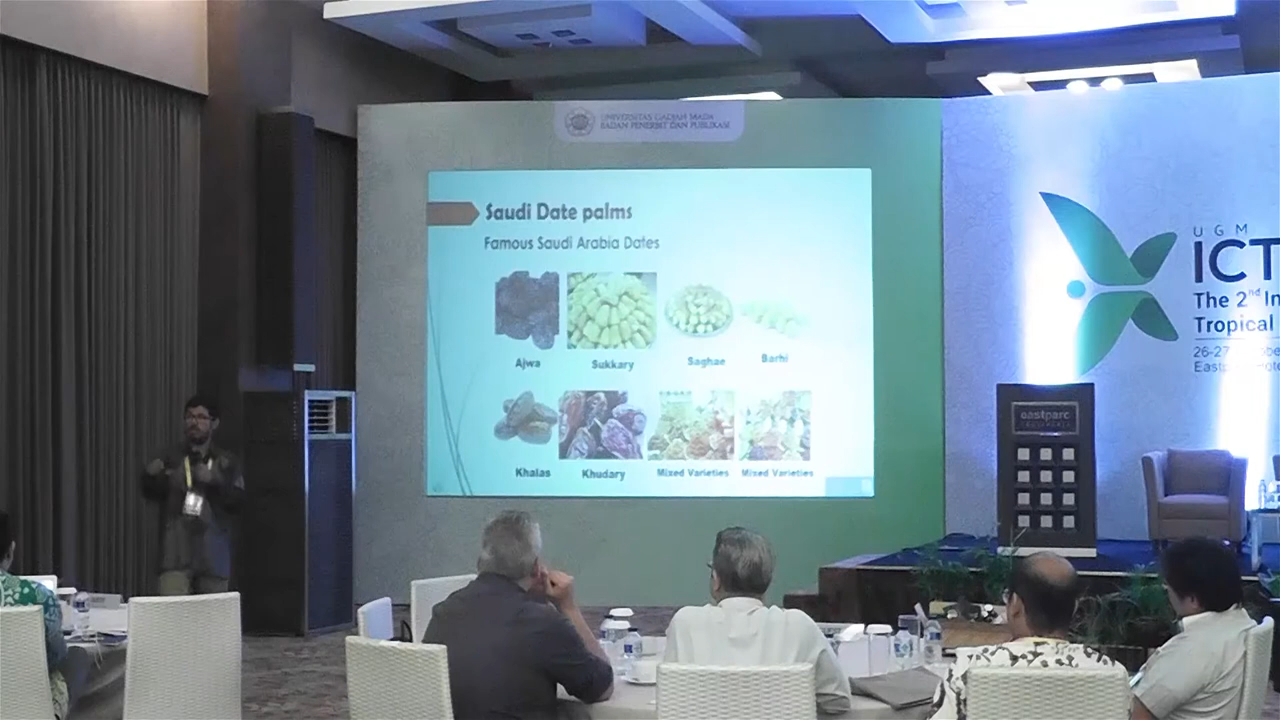 UNIVERSITAS GADJAH MADA
BADAN PENERBIT DAN PUBLIKASI
Saudi Date palms
Famous Saudi Arabia Dates
Ajwa
Sukkary
Saghae
Barhi
Khalas
Khudary
Mixed Varieties
Mixed Varieties
UGM
ICT
The 2nd In
Tropical
26-27
East
eastparc